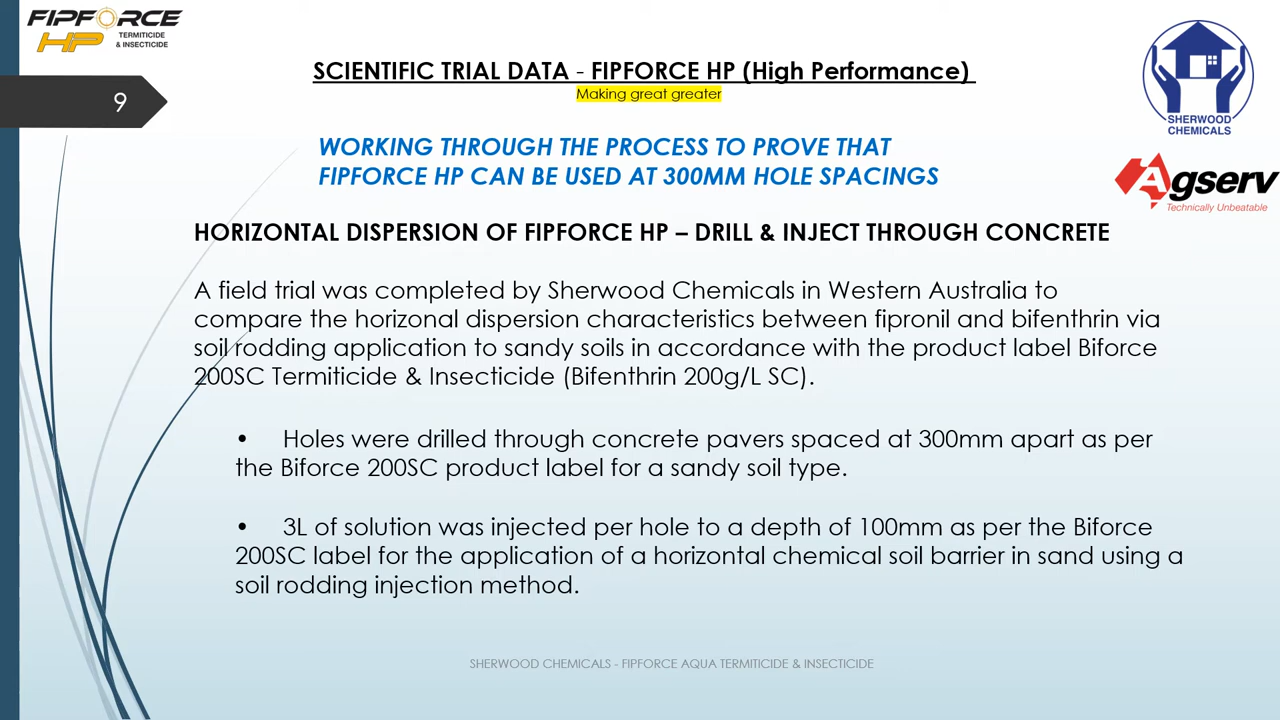 FIPFORCE
HP TERMITICIDE
& INSECTICIDE
SCIENTIFIC TRIAL DATA - FIPFORCE HP (High Performance)
Making great greater
9
SHERWOOD
CHEMICALS
WORKING THROUGH THE PROCESS TO PROVE THAT
FIPFORCE HP CAN BE USED AT 300MM HOLE SPACINGS
Agserv
Technically Unbeatable
HORIZONTAL DISPERSION OF FIPFORCE HP – DRILL & INJECT THROUGH CONCRETE
A field trial was completed by Sherwood Chemicals in Western Australia to
compare the horizonal dispersion characteristics between fipronil and bifenthrin via
soil rodding application to sandy soils in accordance with the product label Biforce
200SC Termiticide & Insecticide (Bifenthrin 200g/L SC).
• Holes were drilled through concrete pavers spaced at 300mm apart as per
the Biforce 200SC product label for a sandy soil type.
• 3L of solution was injected per hole to a depth of 100mm as per the Biforce
200SC label for the application of a horizontal chemical soil barrier in sand using a
soil rodding injection method.
SHERWOOD CHEMICALS - FIPFORCE AQUA TERMITICIDE & INSECTICIDE